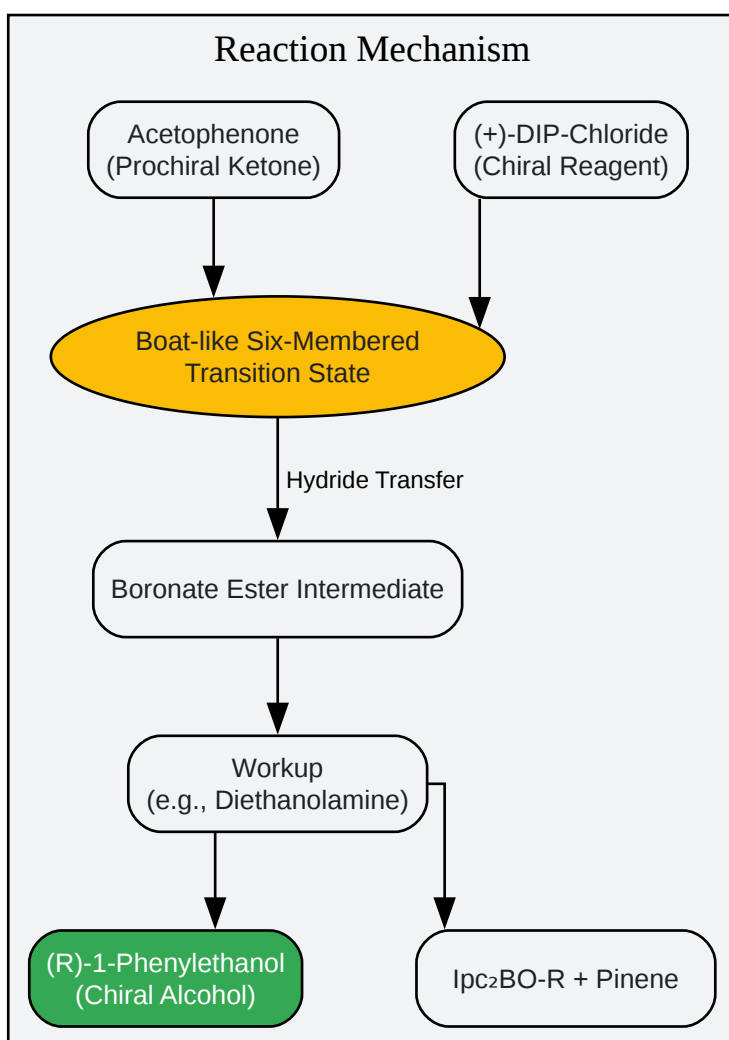 Reaction Mechanism
Acetophenone
(Prochiral Ketone)
(+)-DIP-Chloride
(Chiral Reagent)
Boat-like Six-Membered
Transition State
Hydride Transfer
Boronate Ester Intermediate
Workup
(e.g., Diethanolamine)
(R)-1-Phenylethanol
(Chiral Alcohol)
Ipc₂BO-R + Pinene